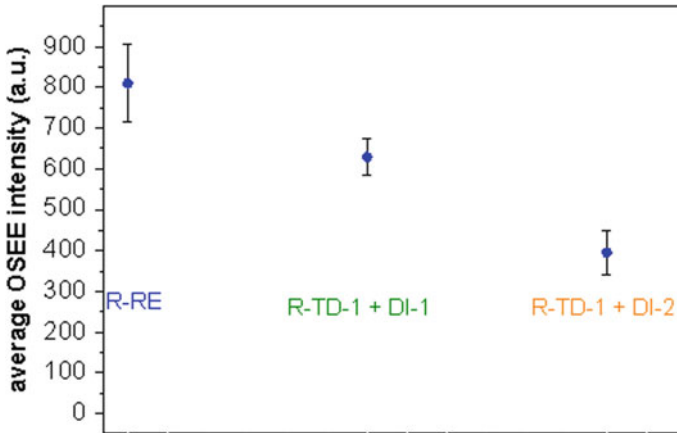 average OSEE intensity (a.u.)
900
800
700
600
500
400
300
200
100
0
R-RE
R-TD-1 + DI-1
R-TD-1 + DI-2